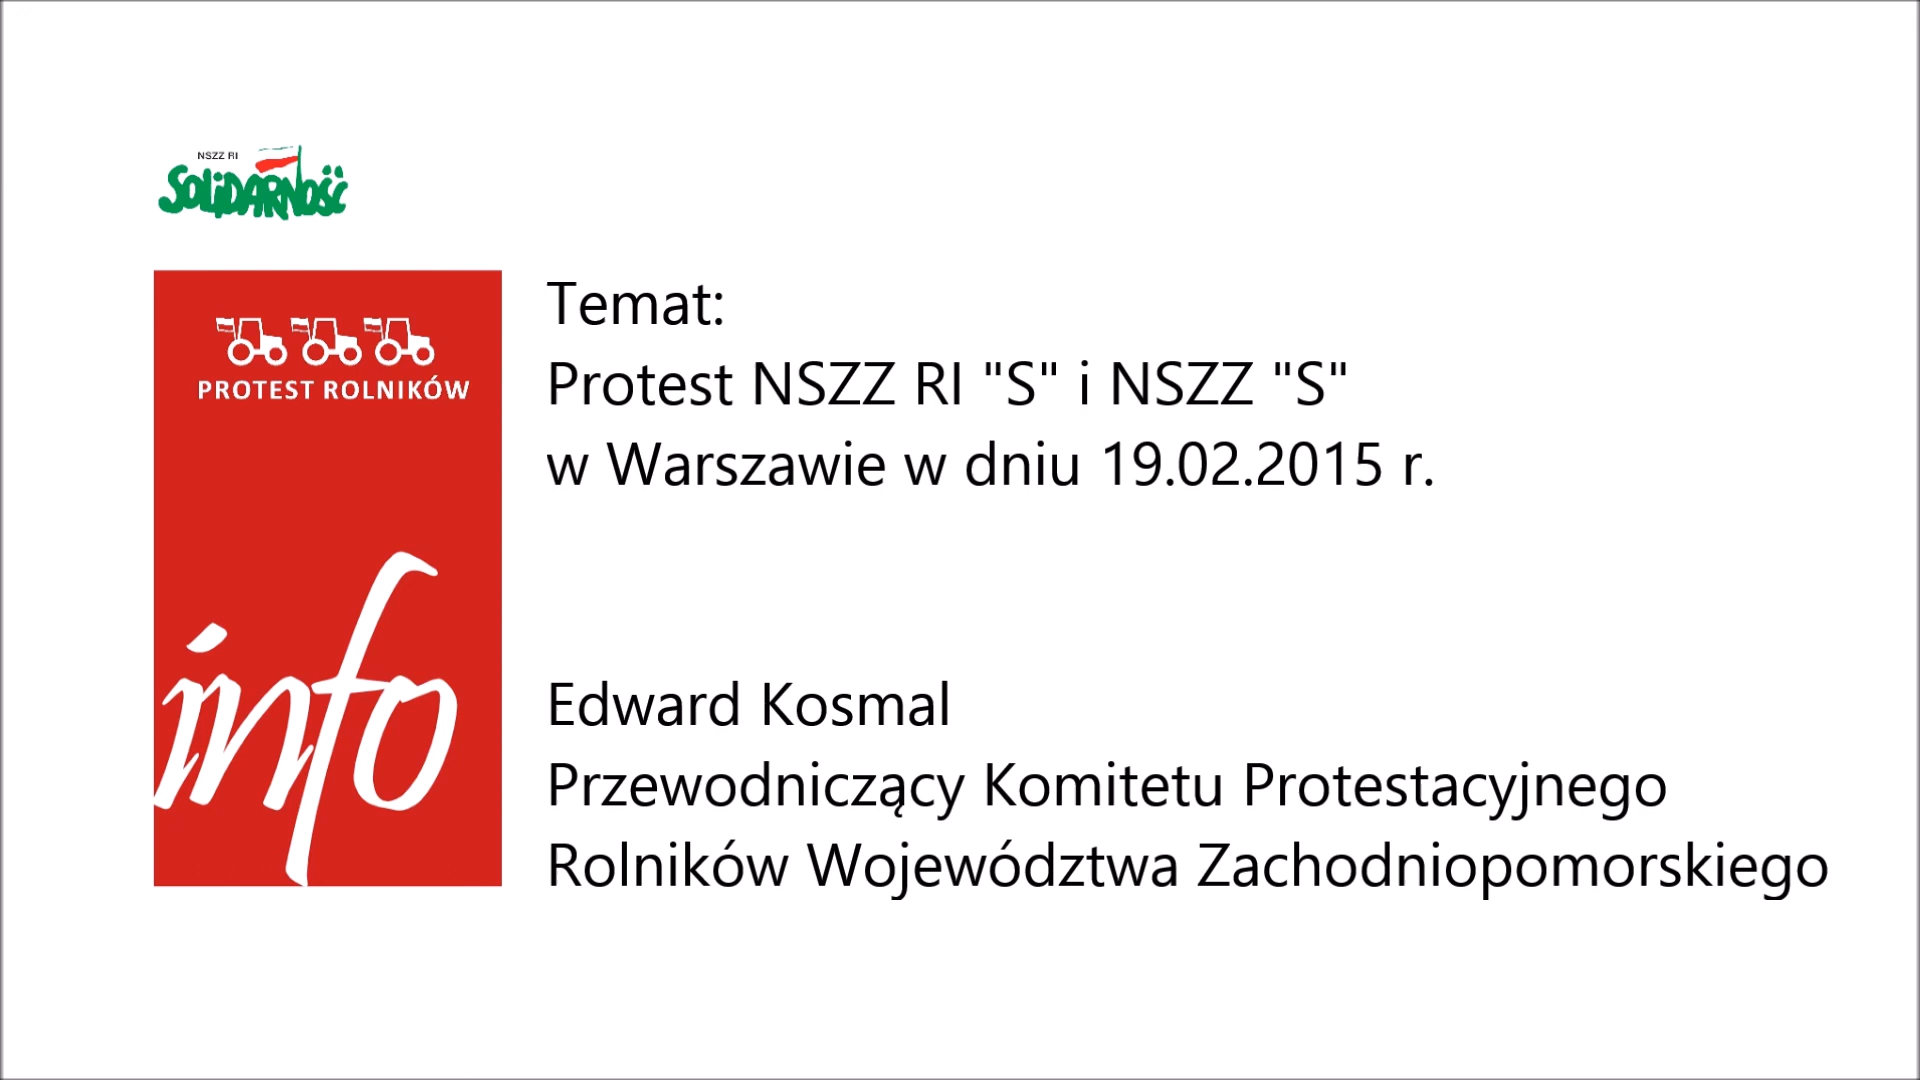 NSZZ RI
SOLIDARNOŚĆ
PROTEST ROLNIKÓW
info
Temat:
Protest NSZZ RI "S" i NSZZ "S"
w Warszawie w dniu 19.02.2015 r.
Edward Kosmal
Przewodniczący Komitetu Protestacyjnego
Rolników Województwa Zachodniopomorskiego